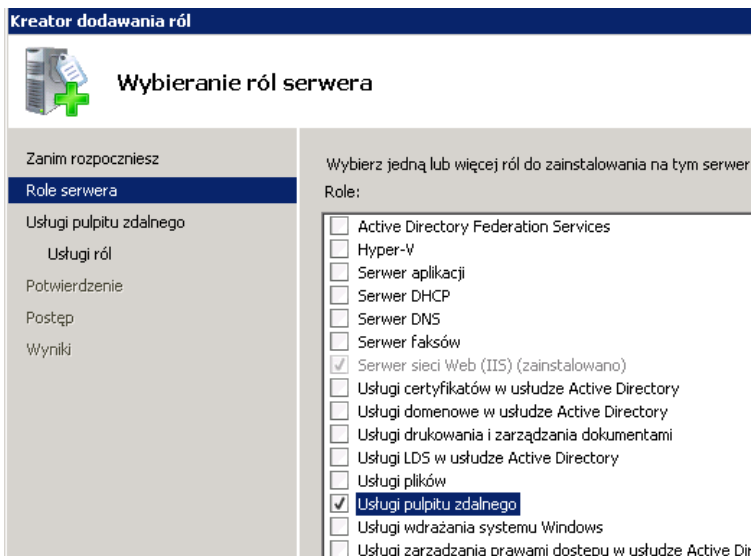 Kreator dodawania ról
Wybieranie ról serwera
Zanim rozpoczniesz
Role serwera
Usługi pulpitu zdalnego
Usługi ról
Potwierdzenie
Postęp
Wyniki
Wybierz jedną lub więcej ról do zainstalowania na tym serwer
Role:
Active Directory Federation Services
Hyper-V
Serwer aplikacji
Serwer DHCP
Serwer DNS
Serwer faksów
Serwer sieci Web (IIS) (zainstalowano)
Usługi certyfikatów w usłudze Active Directory
Usługi domenowe w usłudze Active Directory
Usługi drukowania i zarządzania dokumentami
Usługi LDS w usłudze Active Directory
Usługi plików
Usługi pulpitu zdalnego
Usługi wdrażania systemu Windows
Usługi zarządzania prawami dostępu w usłudze Active Dir